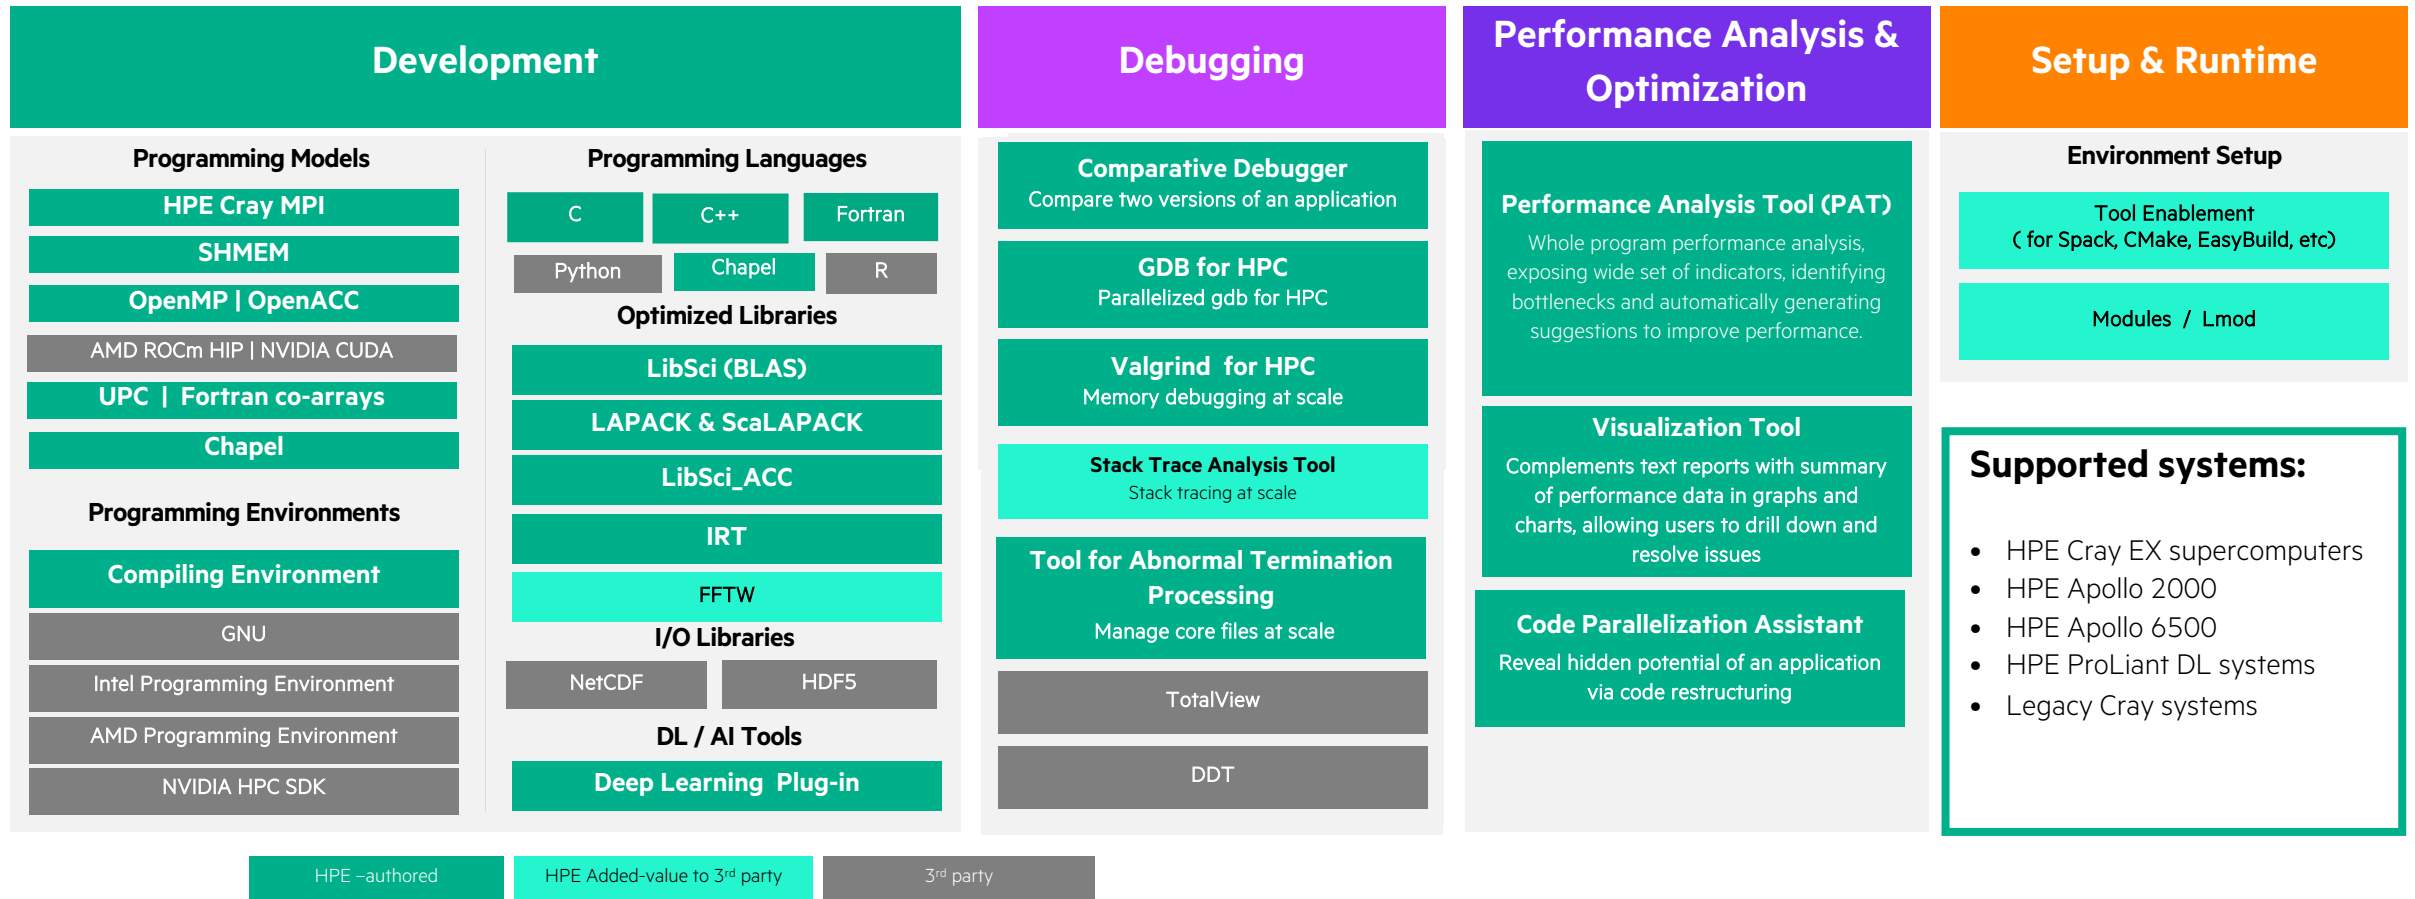 Development
Programming Models
HPE Cray MPI
SHMEM
OpenMP | OpenACC
AMD ROCm HIP | NVIDIA CUDA
UPC | Fortran co-arrays
Chapel
Programming Environments
Compiling Environment
GNU
Intel Programming Environment
AMD Programming Environment
NVIDIA HPC SDK
Programming Languages
C
C++
Fortran
Python
Chapel
R
Optimized Libraries
LibSci (BLAS)
LAPACK & ScaLAPACK
LibSci_ACC
IRT
FFTW
I/O Libraries
NetCDF
HDF5
DL / AI Tools
Deep Learning Plug-in
Debugging
Comparative Debugger
Compare two versions of an application
GDB for HPC
Parallelized gdb for HPC
Valgrind for HPC
Memory debugging at scale
Stack Trace Analysis Tool
Stack tracing at scale
Tool for Abnormal Termination
Processing
Manage core files at scale
TotalView
DDT
Performance Analysis &
Optimization
Performance Analysis Tool (PAT)
Whole program performance analysis,
exposing wide set of indicators, identifying
bottlenecks and automatically generating
suggestions to improve performance.
Visualization Tool
Complements text reports with summary
of performance data in graphs and
charts, allowing users to drill down and
resolve issues
Code Parallelization Assistant
Reveal hidden potential of an application
via code restructuring
Setup & Runtime
Environment Setup
Tool Enablement
( for Spack, CMake, EasyBuild, etc)
Modules / Lmod
Supported systems:
• HPE Cray EX supercomputers
• HPE Apollo 2000
• HPE Apollo 6500
• HPE ProLiant DL systems
• Legacy Cray systems
HPE –authored
HPE Added-value to 3rd party
3rd party